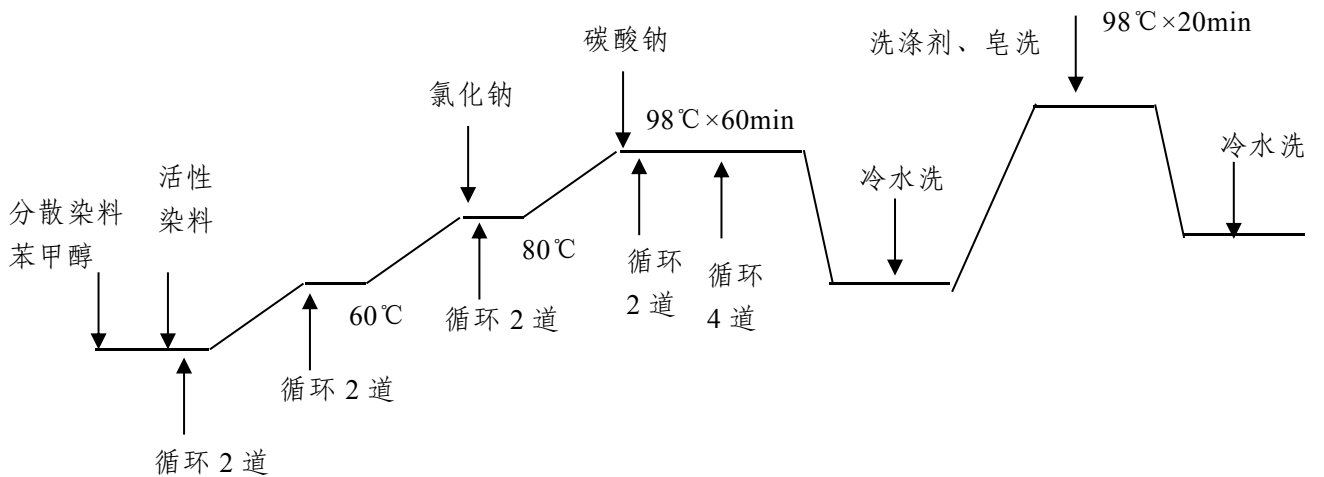 分散染料
苯甲醇
活性
染料
循环 2 道
循环 2 道
60℃
氯化钠
循环 2 道
80℃
碳酸钠
98℃×60min
循环
2 道
循环
4 道
冷水洗
洗涤剂、皂洗
98℃×20min
冷水洗